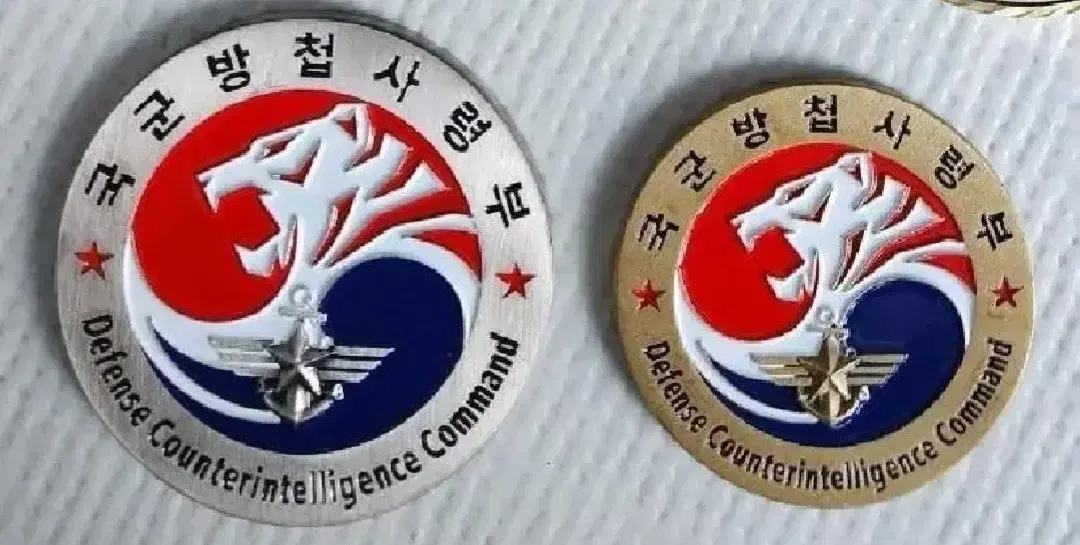 국군방첩사령부
Defense Counterintelligence Command
국군방첩사령부
Defense Counterintelligence Command